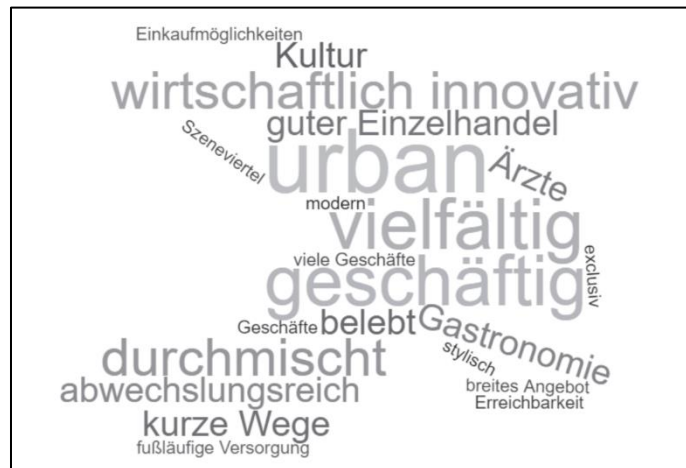 Einkaufmöglichkeiten
Kultur
wirtschaftlich innovativ
guter Einzelhandel
Szeneviertel
urban
Ärzte
modern
vielfältig
viele Geschäfte
exclusiv
geschäftig
Geschäfte
belebt
Gastronomie
durchmischt
stylisch
abwechslungsreich
breites Angebot
Erreichbarkeit
kurze Wege
fußläufige Versorgung